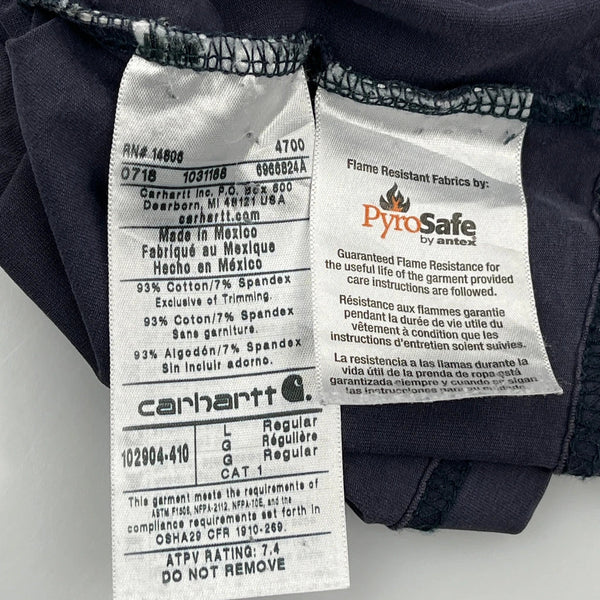 RN# 14806 4700
0718 1031188 6966824A
Carhartt Inc. P.O. Box 600
Dearborn, MI 48121 USA
carhartt.com
Made in Mexico
Fabriqué au Mexique
Hecho en México
93% Cotton/7% Spandex
Exclusive of Trimming.
93% Coton/7% Spandex
Sans garniture.
93% Algodón/7% Spandex
Sin Incluir adorno.
carhartt
102904-410
L Regular
G Régulière
G Regular
CAT 1
This garment meets the requirements of
ASTM F1506, NFPA-2112, NFPA-70E, and the
compliance requirements set forth in
OSHA29 CFR 1910-269.
ATPV RATING: 7.4
DO NOT REMOVE
Flame Resistant Fabrics by:
PyroSafe
by antex
Guaranteed Flame Resistance for
the useful life of the garment provided
care instructions are followed.
Résistance aux flammes garantie
pendant la durée de vie utile du
vêtement à condition que les
instructions d'entretien soient suivies.
La resistencia a las llamas durante la
vida útil de la prenda de ropa está
garantizada siempre y cuando se sigan
las instrucciones para su